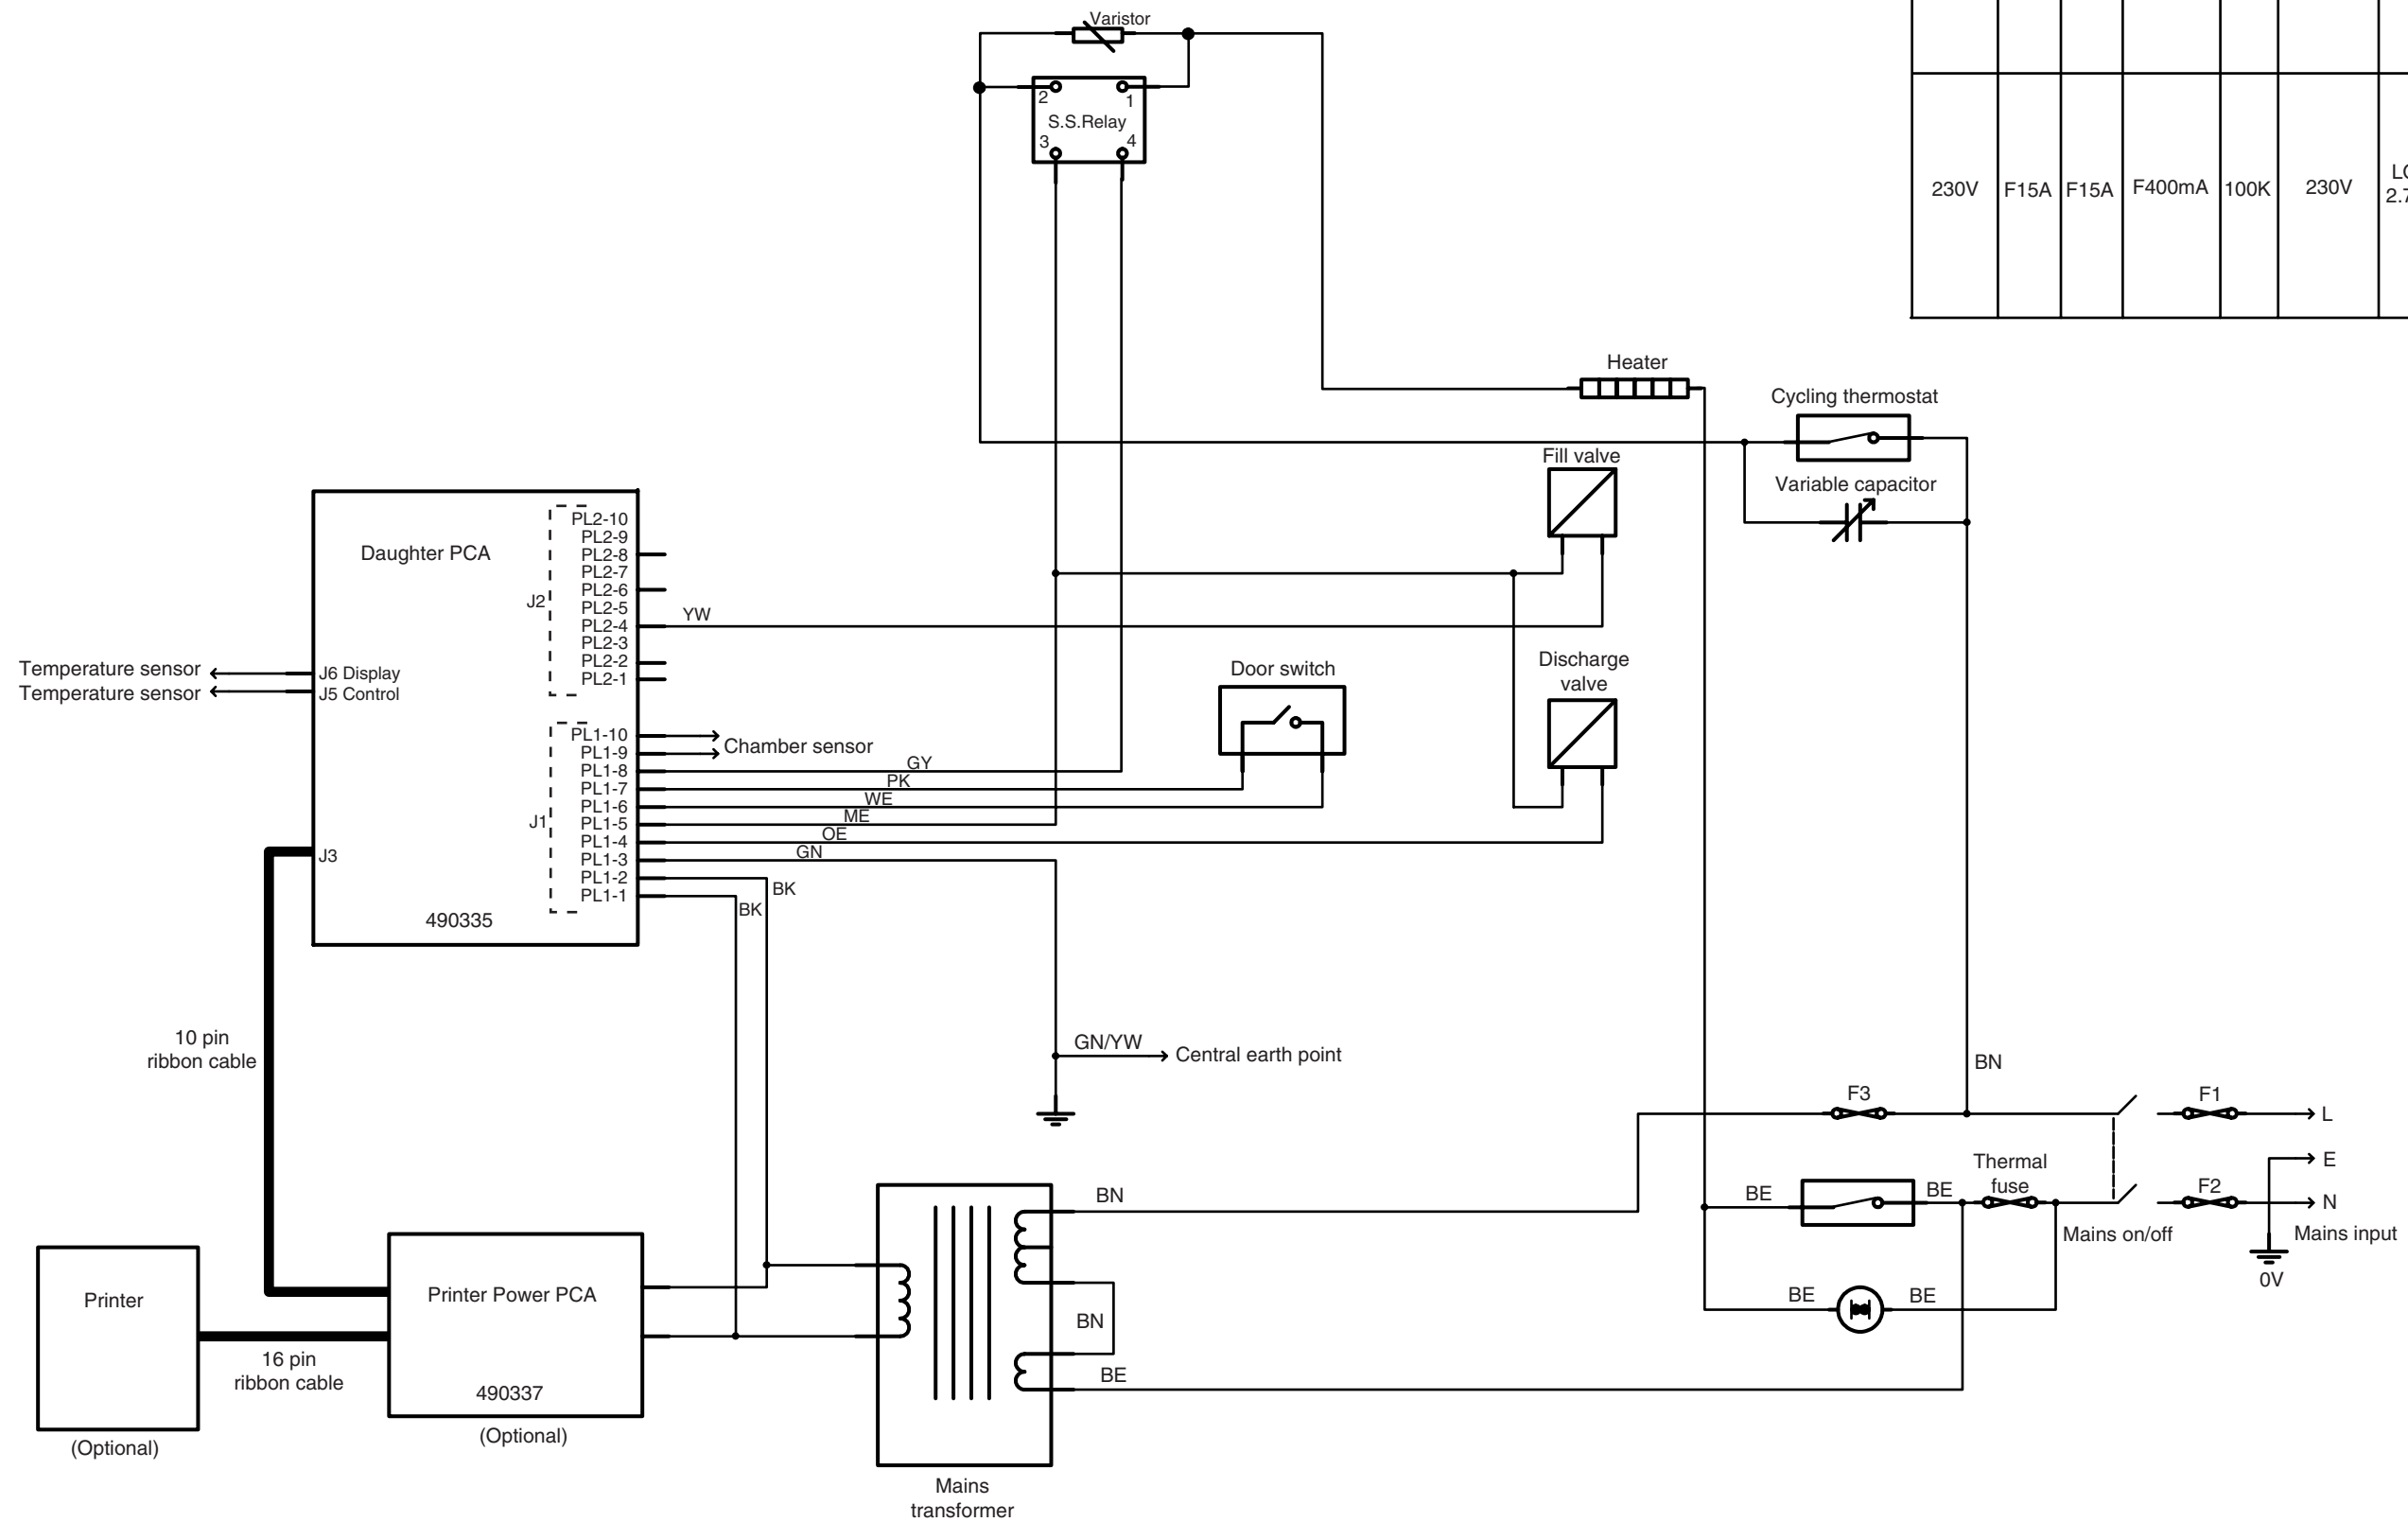 Varistor
2
1
S.S.Relay
3
4
230V
F15A
F15A
F400mA
100K
230V
Heater
Cycling thermostat
Fill valve
Variable capacitor
Daughter PCA
J2
PL2-10
PL2-9
PL2-8
PL2-7
PL2-6
PL2-5
PL2-4
PL2-3
PL2-2
PL2-1
YW
Temperature sensor
Temperature sensor
J6 Display
J5 Control
Door switch
Discharge
valve
J1
PL1-10
PL1-9
PL1-8
PL1-7
PL1-6
PL1-5
PL1-4
PL1-3
PL1-2
PL1-1
Chamber sensor
GY
PK
WE
ME
OE
GN
BK
BK
J3
490335
10 pin
ribbon cable
GN/YW
Central earth point
BN
F3
F1
L
Thermal
fuse
E
BE
BE
F2
N
Mains on/off
Mains input
0V
BN
BN
BE
BE
BE
Printer
(Optional)
16 pin
ribbon cable
Printer Power PCA
490337
(Optional)
Mains
transformer